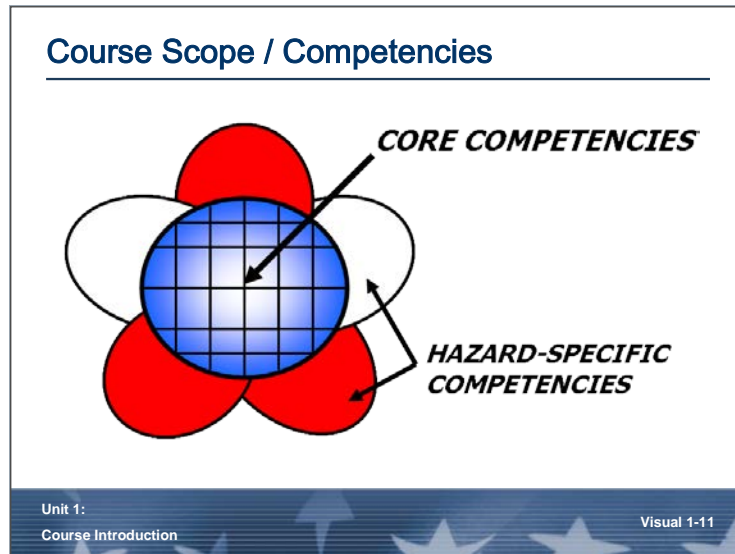 Course Scope / Competencies
CORE COMPETENCIES
HAZARD-SPECIFIC
COMPETENCIES
Unit 1:
Course Introduction
Visual 1-11